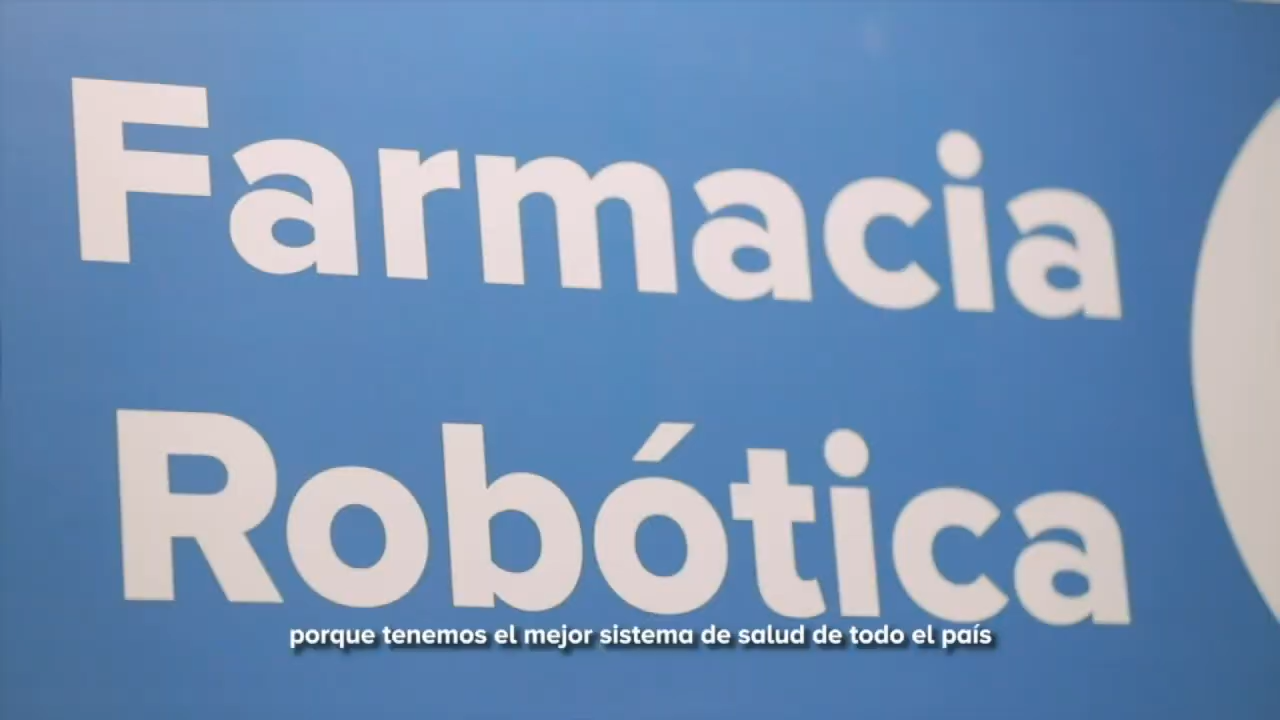 Farmacia
Robótica
porque tenemos el mejor sistema de salud de todo el país